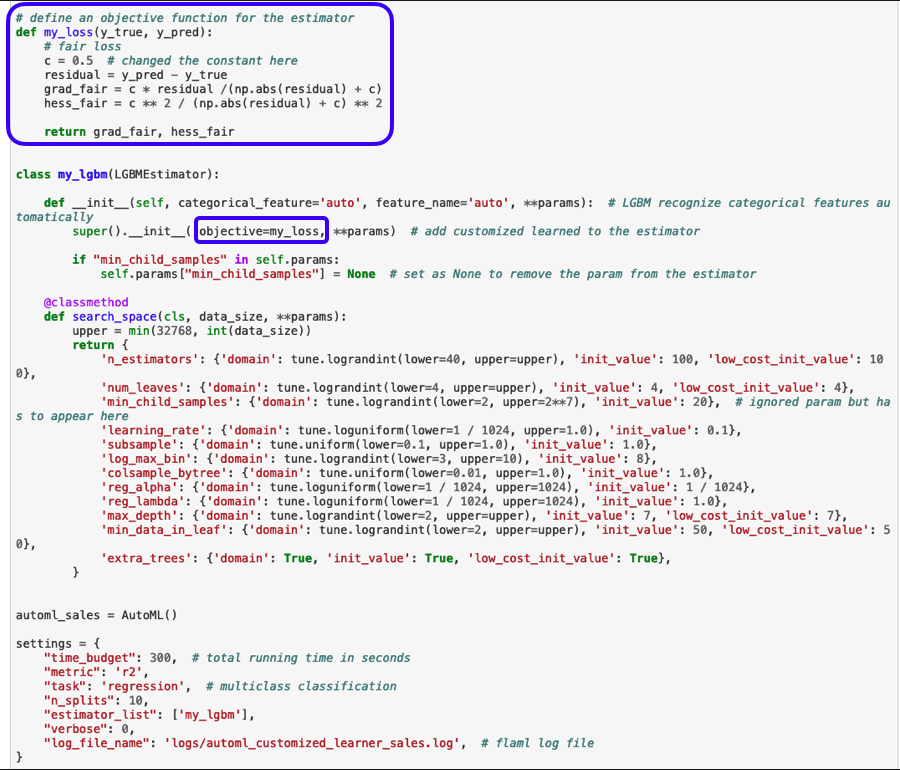 # define an objective function for the estimator
def my_loss(y_true, y_pred):
    # fair loss
    c = 0.5  # changed the constant here
    residual = y_pred - y_true
    grad_fair = c * residual /(np.abs(residual) + c)
    hess_fair = c ** 2 / (np.abs(residual) + c) ** 2
    return grad_fair, hess_fair
class my_lgbm(LGBMEstimator):
    def __init__(self, categorical_feature='auto', feature_name='auto', **params):  # LGBM recognize categorical features au
tomatically
        super().__init__( objective=my_loss, **params)  # add customized learned to the estimator
        if "min_child_samples" in self.params:
            self.params["min_child_samples"] = None  # set as None to remove the param from the estimator
    @classmethod
    def search_space(cls, data_size, **params):
        upper = min(32768, int(data_size))
        return {
            'n_estimators': {'domain': tune.lograndint(lower=40, upper=upper), 'init_value': 100, 'low_cost_init_value': 10
0},
            'num_leaves': {'domain': tune.lograndint(lower=4, upper=upper), 'init_value': 4, 'low_cost_init_value': 4},
            'min_child_samples': {'domain': tune.lograndint(lower=2, upper=2**7), 'init_value': 20},  # ignored param but ha
s to appear here
            'learning_rate': {'domain': tune.loguniform(lower=1 / 1024, upper=1.0), 'init_value': 0.1},
            'subsample': {'domain': tune.uniform(lower=0.1, upper=1.0), 'init_value': 1.0},
            'log_max_bin': {'domain': tune.lograndint(lower=3, upper=10), 'init_value': 8},
            'colsample_bytree': {'domain': tune.uniform(lower=0.01, upper=1.0), 'init_value': 1.0},
            'reg_alpha': {'domain': tune.loguniform(lower=1 / 1024, upper=1024), 'init_value': 1 / 1024},
            'reg_lambda': {'domain': tune.loguniform(lower=1 / 1024, upper=1024), 'init_value': 1.0},
            'max_depth': {'domain': tune.lograndint(lower=2, upper=upper), 'init_value': 7, 'low_cost_init_value': 7},
            'min_data_in_leaf': {'domain': tune.lograndint(lower=2, upper=upper), 'init_value': 50, 'low_cost_init_value': 5
0},
            'extra_trees': {'domain': True, 'init_value': True, 'low_cost_init_value': True},
        }
automl_sales = AutoML()
settings = {
    "time_budget": 300,  # total running time in seconds
    "metric": 'r2',
    "task": 'regression',  # multiclass classification
    "n_splits": 10,
    "estimator_list": ['my_lgbm'],
    "verbose": 0,
    "log_file_name": 'logs/automl_customized_learner_sales.log',  # flaml log file
}